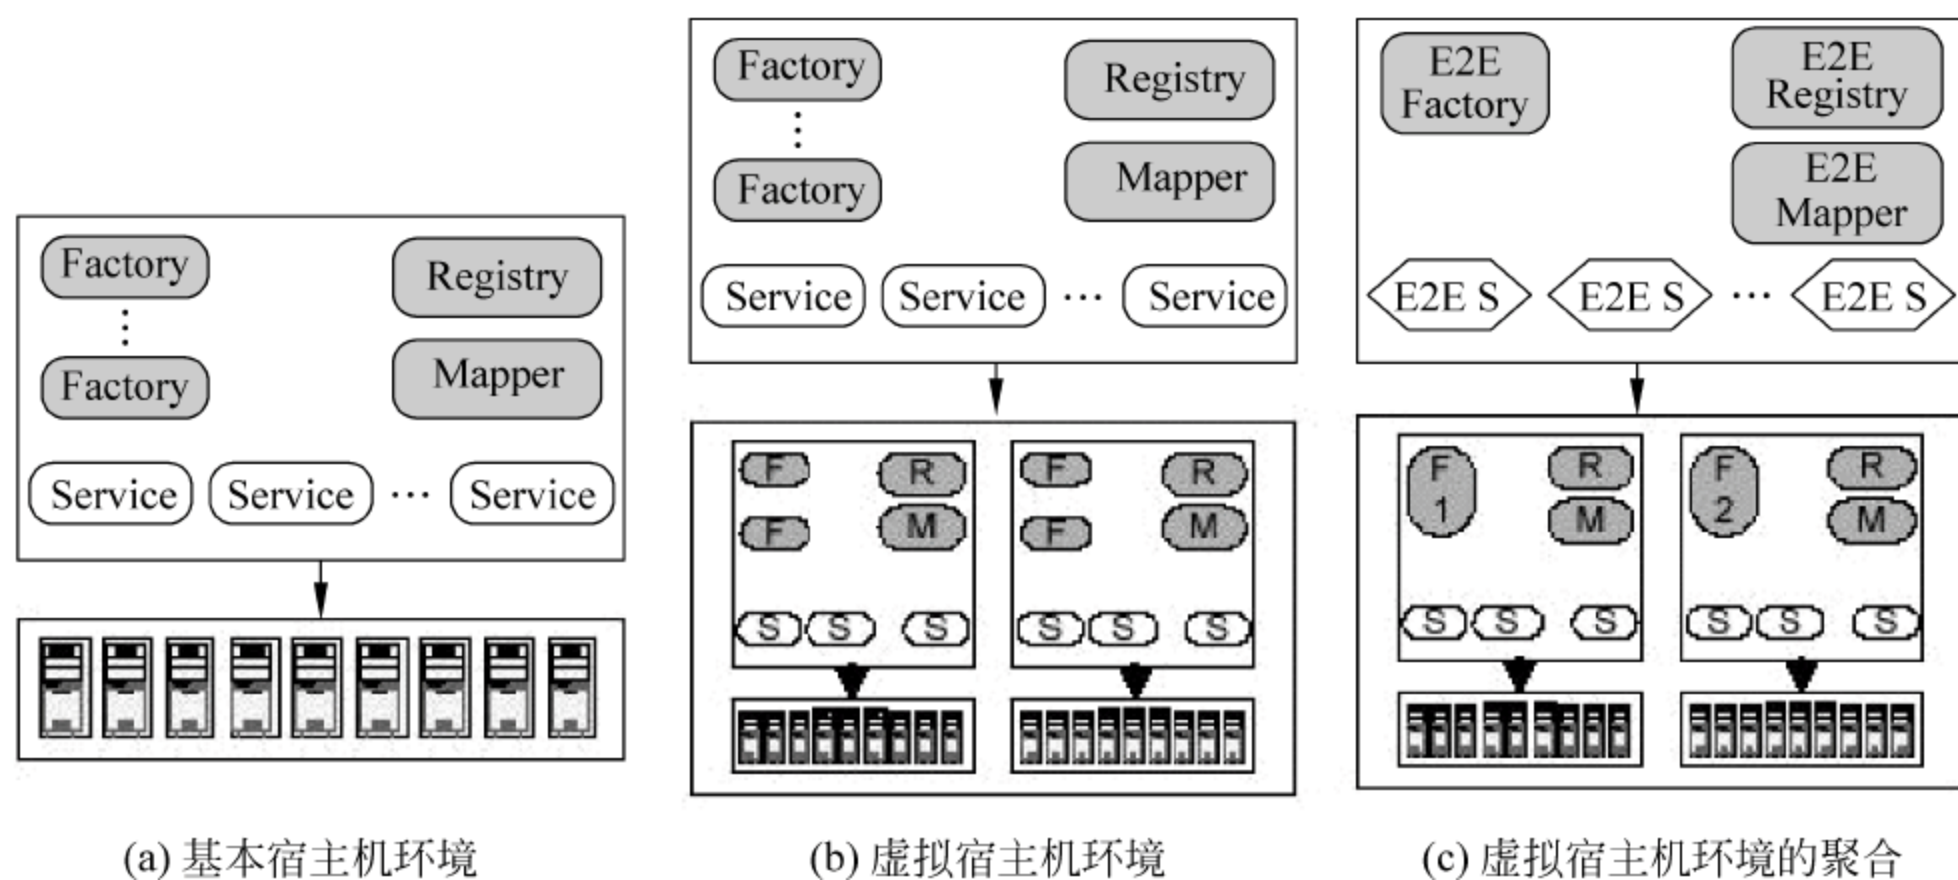 Factory
Factory
Registry
Mapper
Service
Service
···
Service
(a) 基本宿主机环境
Factory
Factory
Registry
Mapper
Service
Service
···
Service
F
F
R
M
S
S
S
F
F
R
M
S
S
S
(b) 虚拟宿主机环境
E2E
Factory
E2E
Registry
E2E
Mapper
E2E S
E2E S
···
E2E S
F
1
R
M
S
S
S
F
2
R
M
S
S
S
(c) 虚拟宿主机环境的聚合